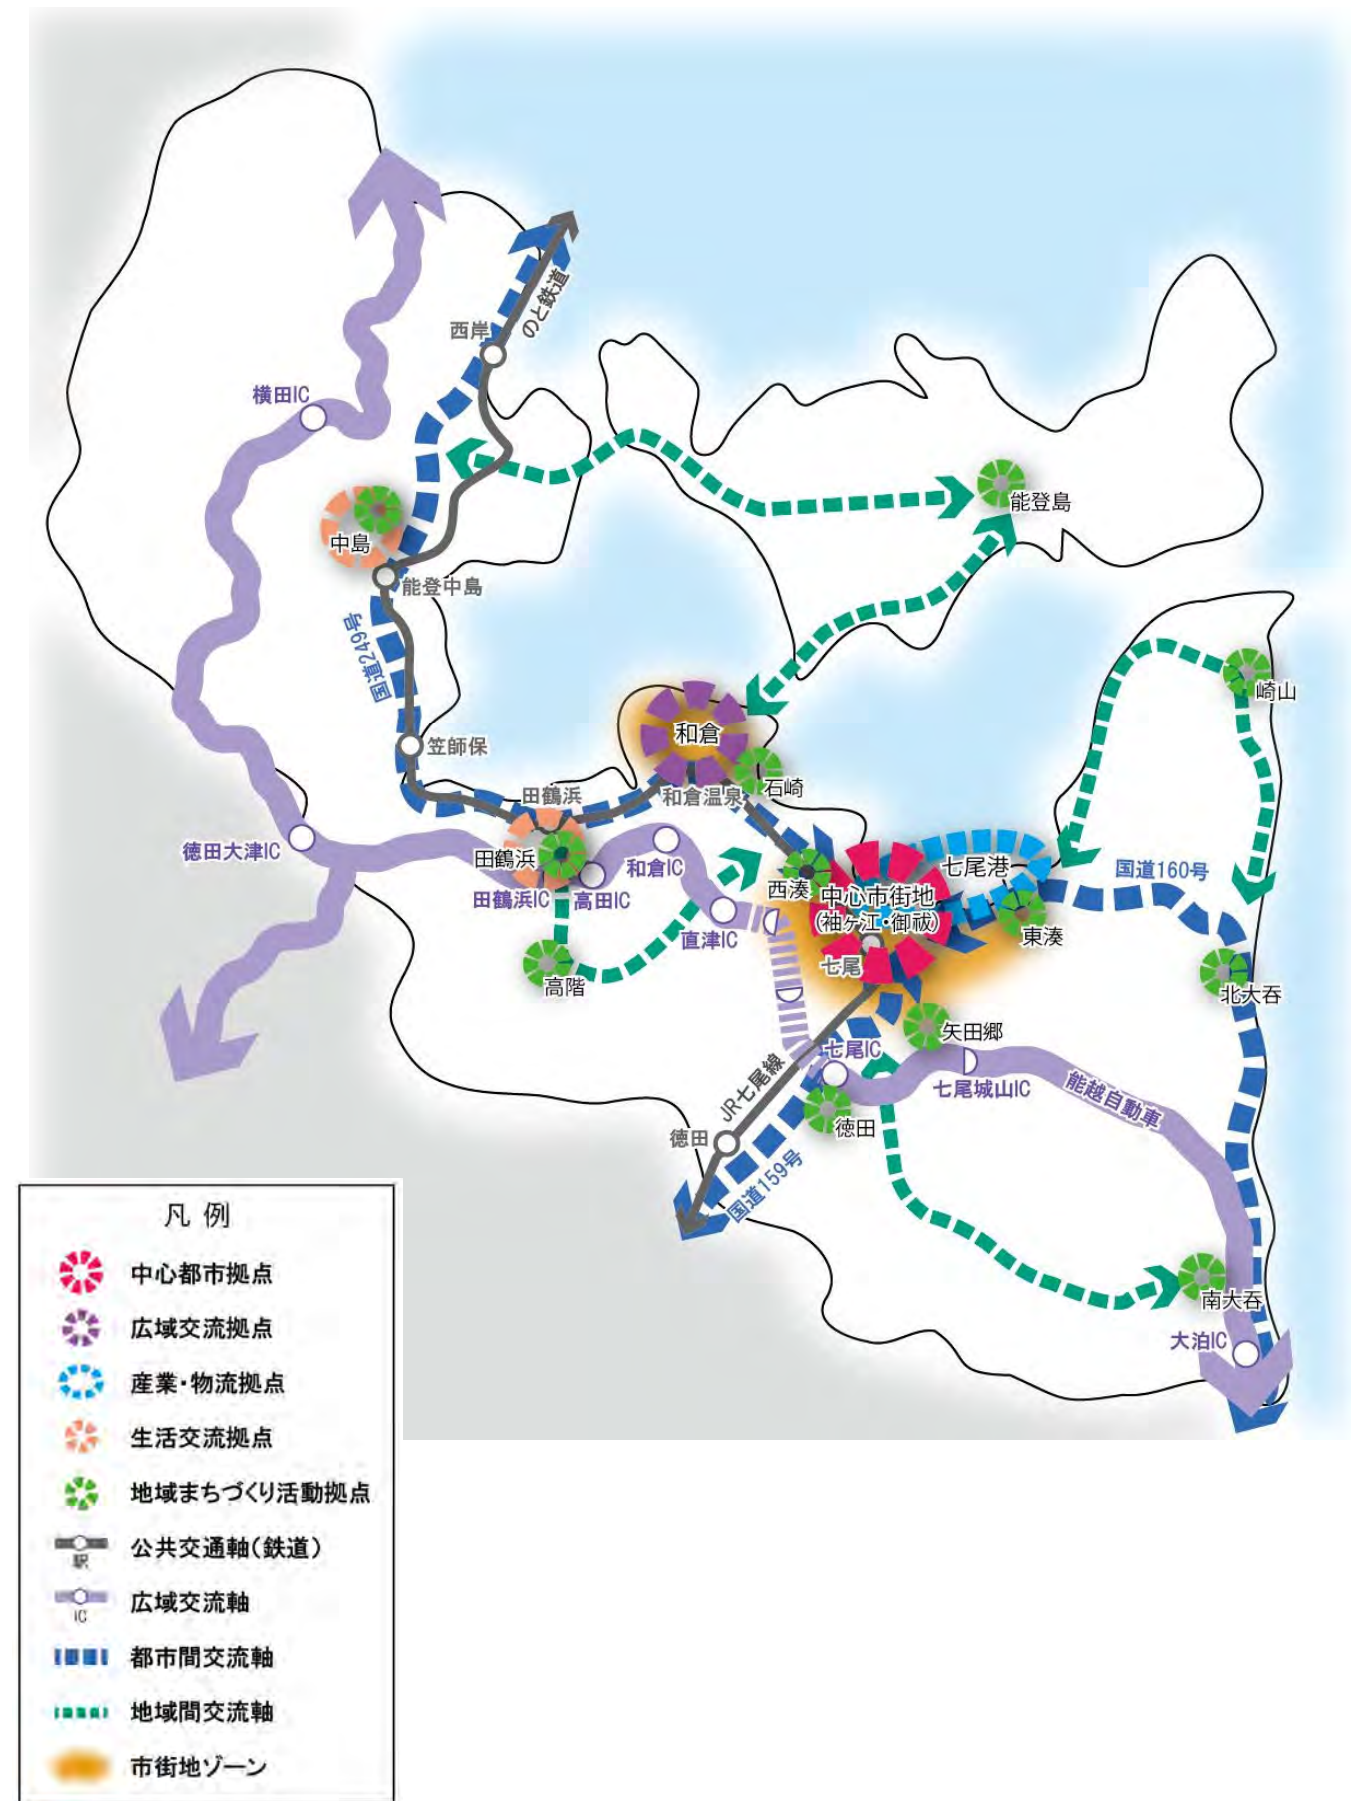 のと鉄道
西岸
横田IC
能登島
中島
能登中島
国道249号
崎山
和倉
笠師保
石崎
田鶴浜
和倉温泉
徳田大津IC
田鶴浜
和倉IC
七尾港
国道160号
西湊
中心市街地
(袖ヶ江・御祓)
田鶴浜IC
高田IC
直津IC
東湊
七尾
高階
北大呑
矢田郷
七尾IC
七尾城山IC
JR七尾線
能越自動車
徳田
徳田
国道159号
南大呑
大泊IC
凡 例
中心都市拠点
広域交流拠点
産業・物流拠点
生活交流拠点
地域まちづくり活動拠点
駅
公共交通軸(鉄道)
IC
広域交流軸
都市間交流軸
地域間交流軸
市街地ゾーン